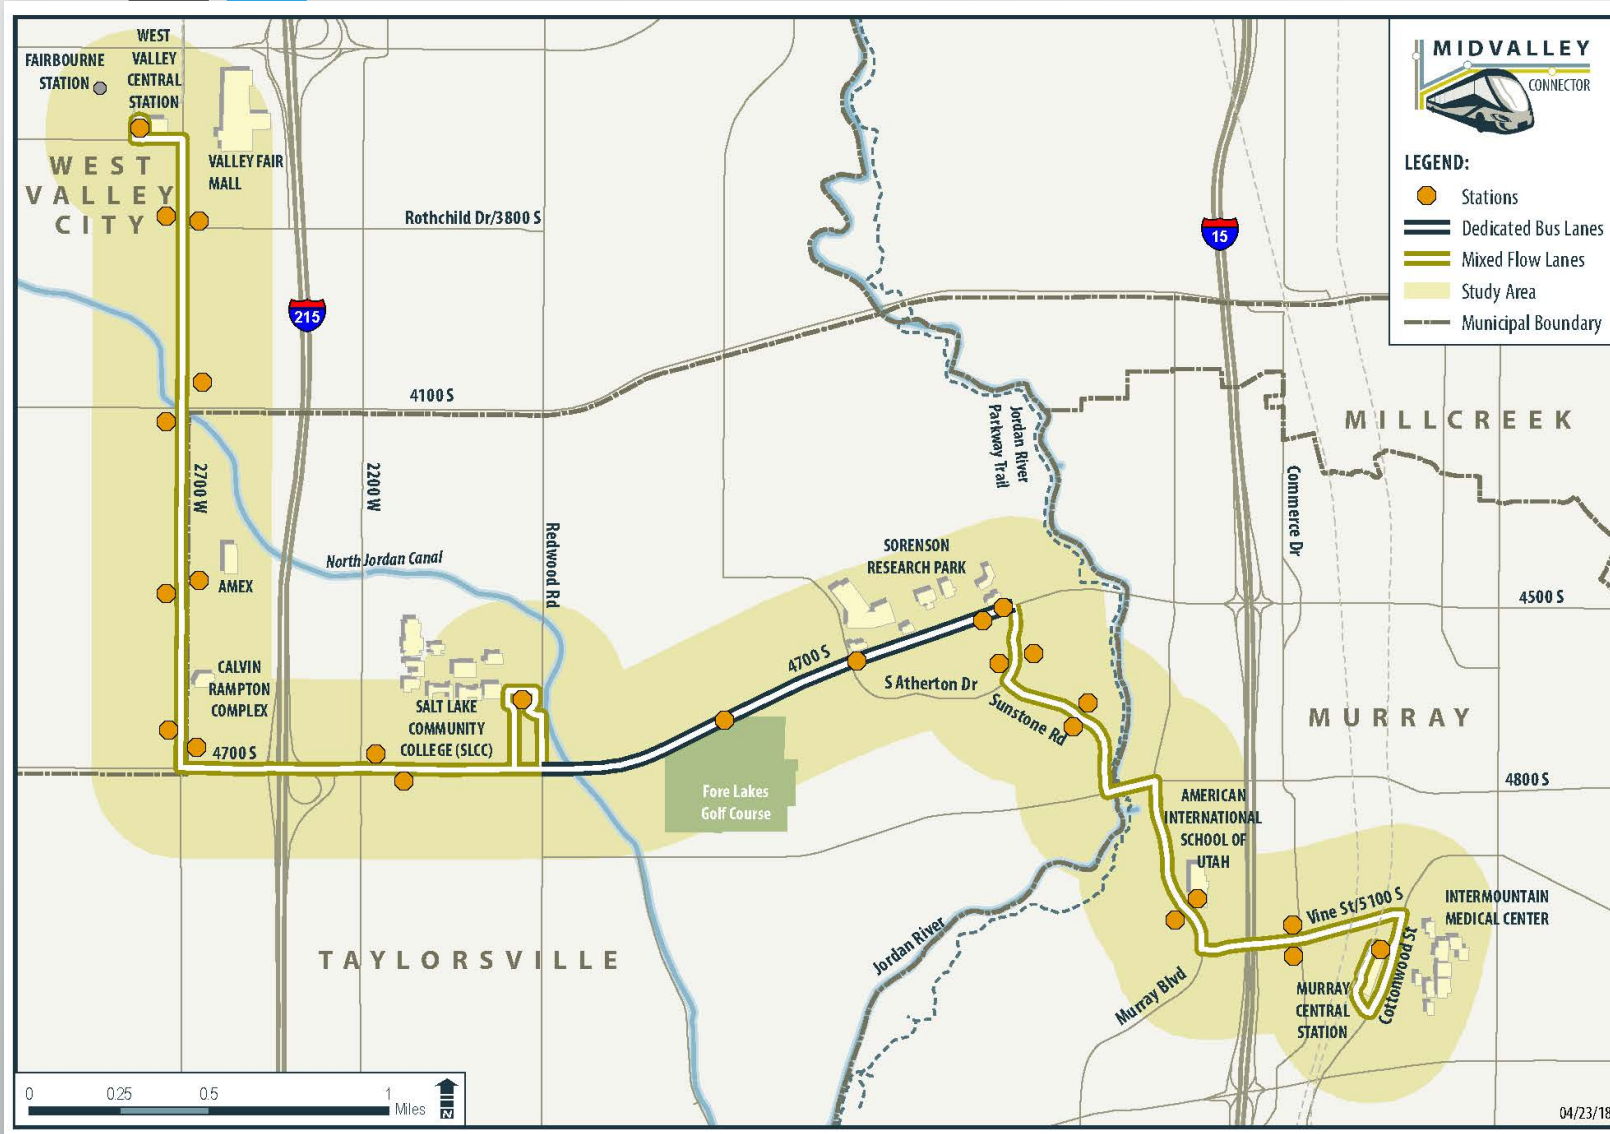 WEST
VALLEY
CENTRAL
STATION
FAIRBOURNE
STATION
VALLEY FAIR
MALL
WEST
VALLEY
CITY
Rothchild Dr/3800 S
215
15
4100 S
2700 W
2200 W
Redwood Rd
North Jordan Canal
AMEX
CALVIN
RAMPTON
COMPLEX
4700 S
SALT LAKE
COMMUNITY
COLLEGE (SLCC)
SORENSON
RESEARCH PARK
4700 S
S Atherton Dr
Sunstone Rd
Fore Lakes
Golf Course
Jordan River
Parkway Trail
Commerce Dr
MILLCREEK
4500 S
MURRAY
4800 S
AMERICAN
INTERNATIONAL
SCHOOL OF
UTAH
Vine St/5100 S
INTERMOUNTAIN
MEDICAL CENTER
Cottonwood St
MURRAY
CENTRAL
STATION
Murray Blvd
Jordan River
TAYLORSVILLE
MIDVALLEY
CONNECTOR
LEGEND:
Stations
Dedicated Bus Lanes
Mixed Flow Lanes
Study Area
Municipal Boundary
0 0.25 0.5 1
Miles
N
04/23/18